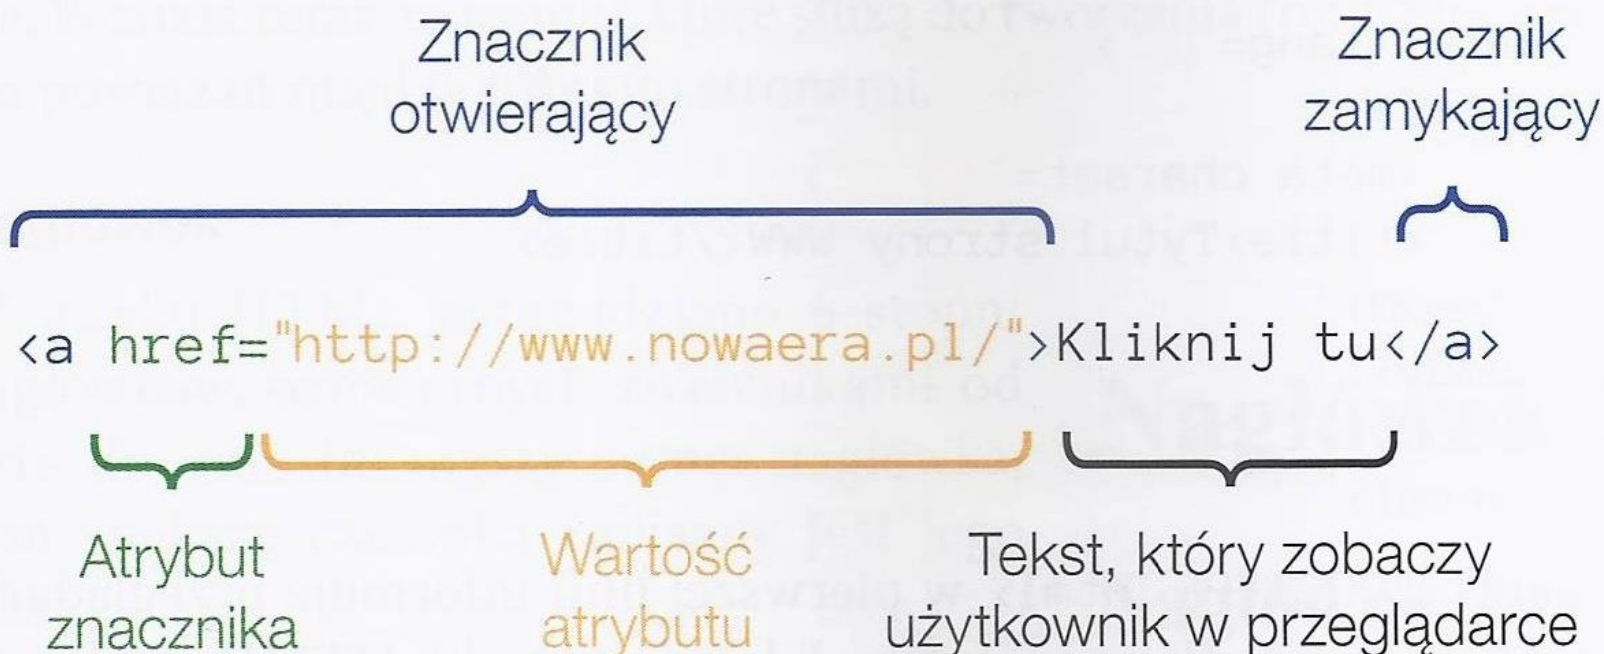 Znacznik
otwierający
Znacznik
zamykający
<a href="http://www.nowaera.pl/">Kliknij tu</a>
Atrybut
znacznika
Wartość
atrybutu
Tekst, który zobaczy
użytkownik w przeglądarce